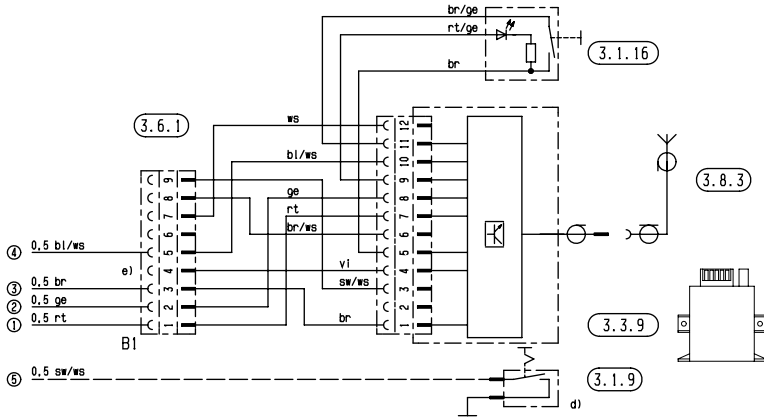 br/ge
rt/ge
3.1.16
br
3.6.1
ws
12
11
bl/ws
10
3.8.3
9
9
8
ge
8
7
rt
7
6
br/ws
6
④ 0,5 bl/ws
5
5
e)
4
vi
4
③ 0,5 br
3
sw/ws
3
② 0,5 ge
2
2
① 0,5 rt
1
br
1
3.3.9
B1
⑤ 0,5 sw/ws
3.1.9
d)